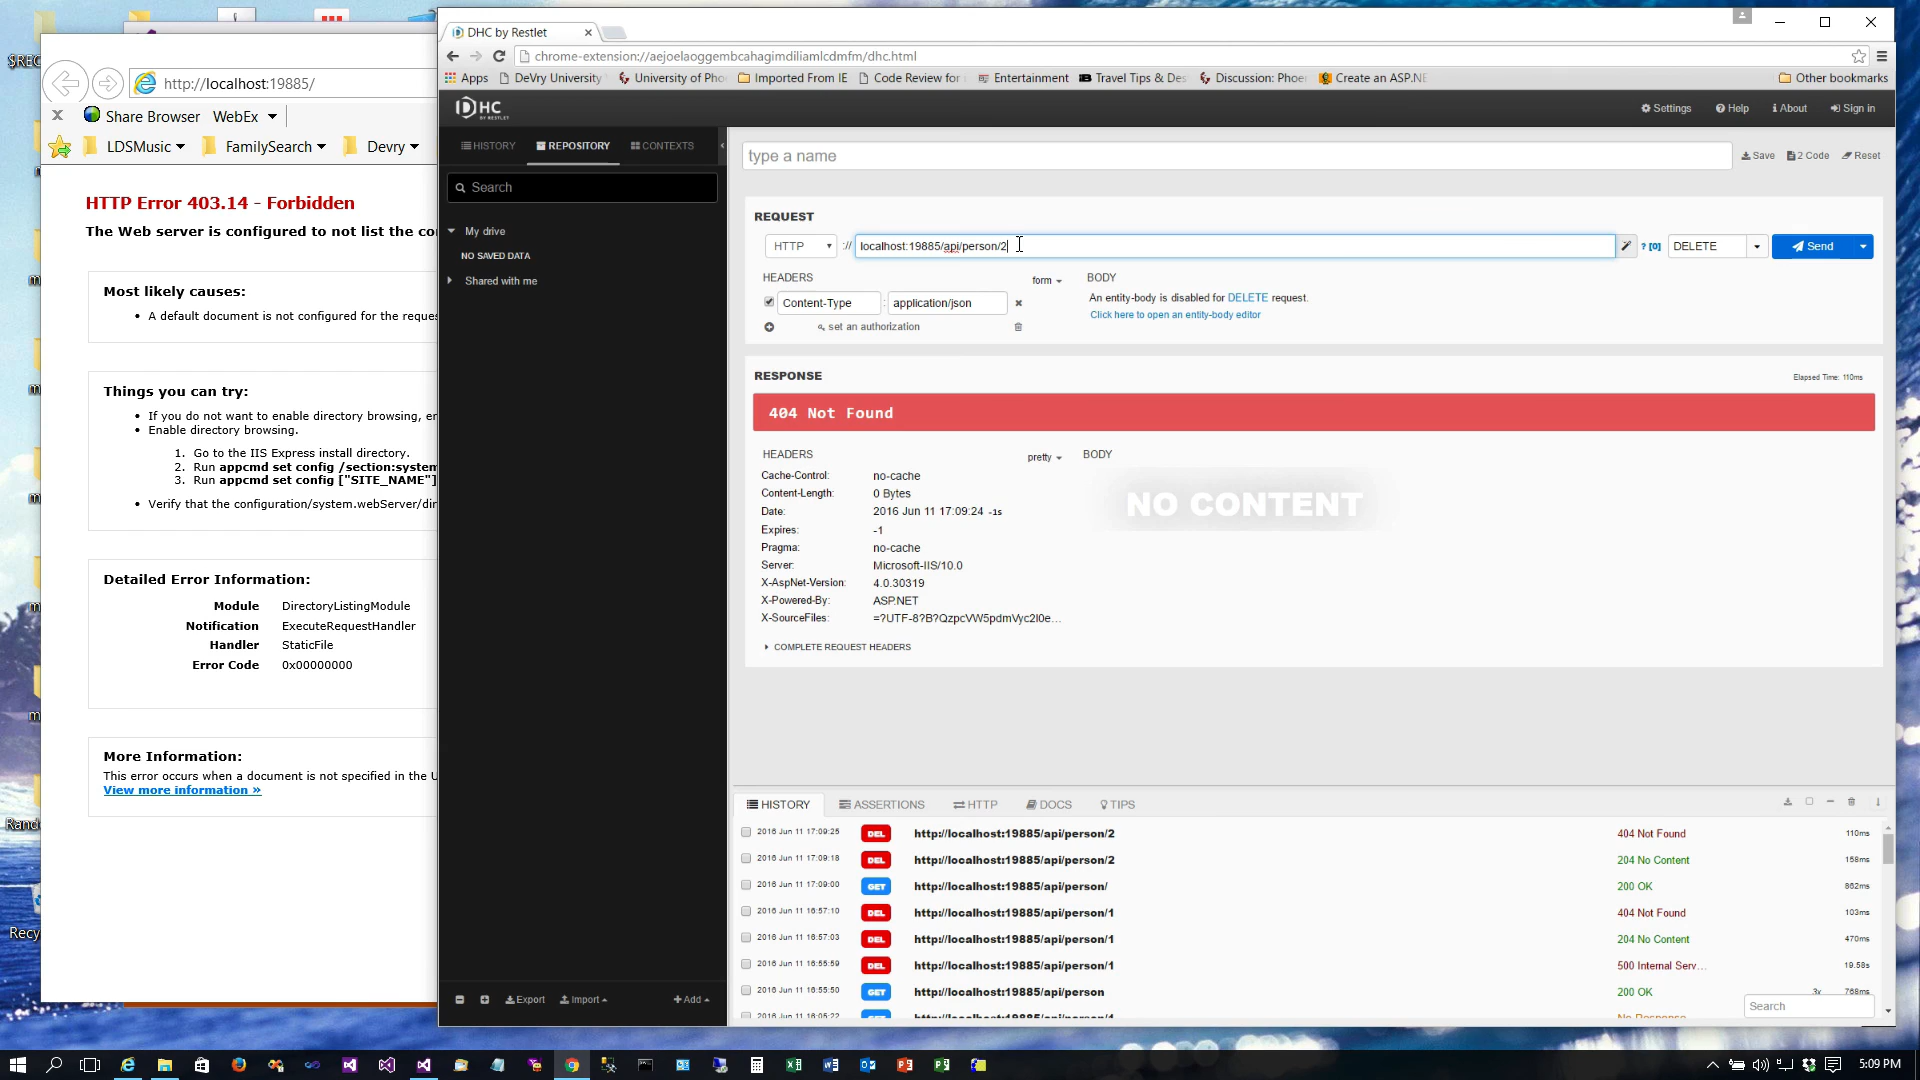 $REC
http://localhost:19885/
Share Browser WebEx
LDSMusic FamilySearch Devry
HTTP Error 403.14 - Forbidden
The Web server is configured to not list the co
Most likely causes:
A default document is not configured for the reque
Things you can try:
If you do not want to enable directory browsing, en
Enable directory browsing.
1. Go to the IIS Express install directory.
2. Run appcmd set config /section:system
3. Run appcmd set config ["SITE_NAME"]
Verify that the configuration/system.webServer/dir
Detailed Error Information:
Module DirectoryListingModule
Notification ExecuteRequestHandler
Handler StaticFile
Error Code 0x00000000
More Information:
This error occurs when a document is not specified in the U
View more information »
Rand
Recy
DHC by Restlet
chrome-extension://aejoelaoggembcahagimdiliamlcdmfm/dhc.html
Apps DeVry University University of Pho Imported From IE Code Review for Entertainment Travel Tips & Des Discussion: Phoe Create an ASP.NE Other bookmarks
DHC BY RESTLET
Settings Help About Sign in
HISTORY REPOSITORY CONTEXTS
Search
My drive
NO SAVED DATA
Shared with me
Export Import Add
type a name
Save 2 Code Reset
REQUEST
HTTP :// localhost:19885/api/person/2 ? [0] DELETE Send
HEADERS form BODY
Content-Type : application/json
set an authorization
An entity-body is disabled for DELETE request.
Click here to open an entity-body editor
RESPONSE
Elapsed Time: 110ms
404 Not Found
HEADERS pretty BODY
Cache-Control: no-cache
Content-Length: 0 Bytes
Date: 2016 Jun 11 17:09:24 -1s
Expires: -1
Pragma: no-cache
Server: Microsoft-IIS/10.0
X-AspNet-Version: 4.0.30319
X-Powered-By: ASP.NET
X-SourceFiles: =?UTF-8?B?QzpcVW5pdmVyc2l0e...
NO CONTENT
COMPLETE REQUEST HEADERS
HISTORY ASSERTIONS HTTP DOCS TIPS
2016 Jun 11 17:09:25 DEL http://localhost:19885/api/person/2 404 Not Found 110ms
2016 Jun 11 17:09:18 DEL http://localhost:19885/api/person/2 204 No Content 158ms
2016 Jun 11 17:09:00 GET http://localhost:19885/api/person/ 200 OK 862ms
2016 Jun 11 16:57:10 DEL http://localhost:19885/api/person/1 404 Not Found 103ms
2016 Jun 11 16:57:03 DEL http://localhost:19885/api/person/1 204 No Content 470ms
2016 Jun 11 16:55:59 DEL http://localhost:19885/api/person/1 500 Internal Serv... 19.58s
2016 Jun 11 16:55:50 GET http://localhost:19885/api/person 200 OK 3x 768ms
Search
5:09 PM